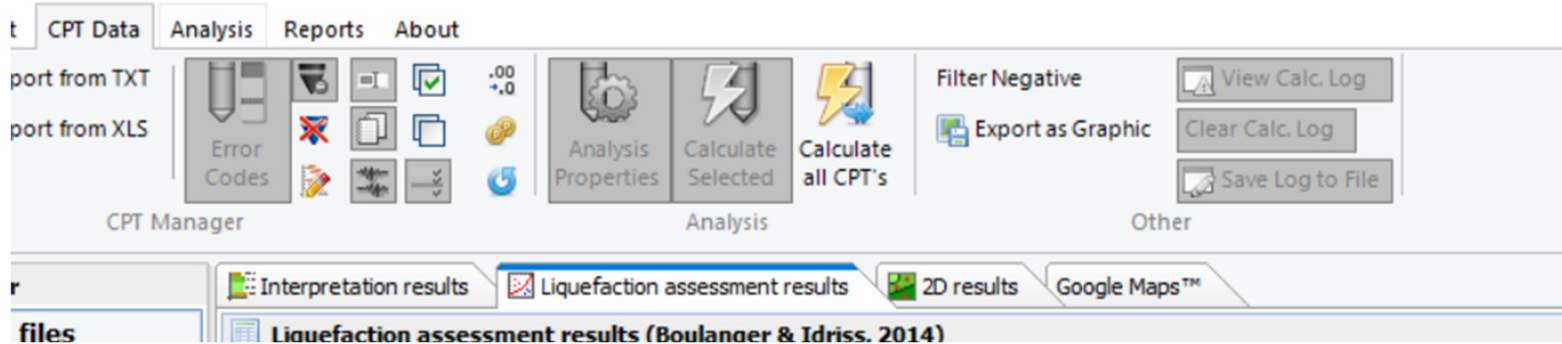 t CPT Data Analysis Reports About
port from TXT
port from XLS
Error
Codes
CPT Manager
.00
.0
Analysis
Properties
Calculate
Selected
Calculate
all CPT's
Analysis
Filter Negative
Export as Graphic
View Calc. Log
Clear Calc. Log
Save Log to File
Other
r
files
Interpretation results Liquefaction assessment results 2D results Google Maps™
Liquefaction assessment results (Boulanger & Idriss, 2014)